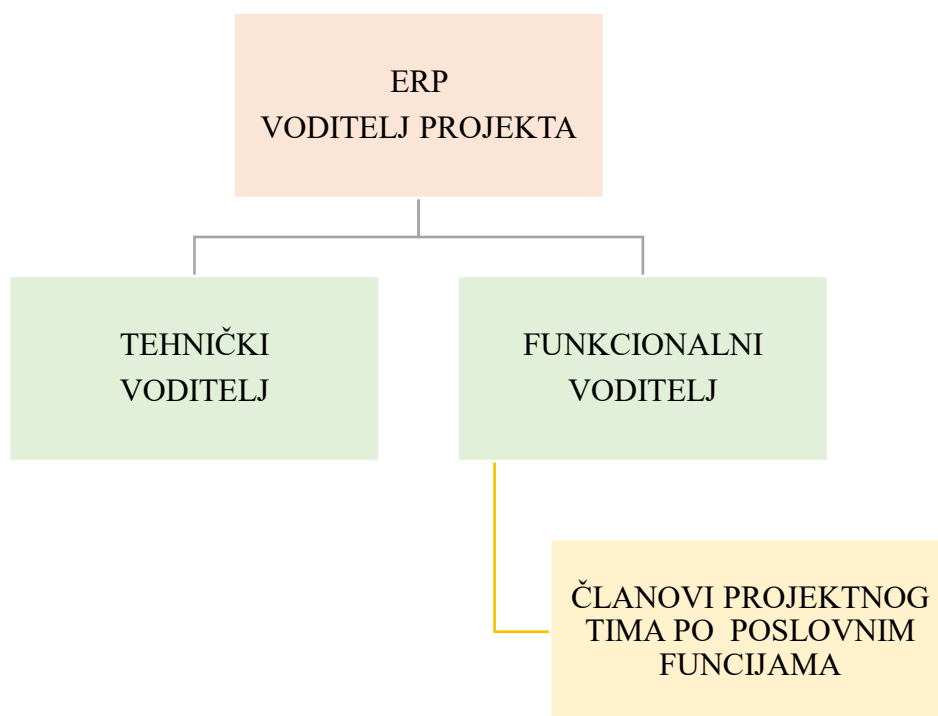 ERP
VODITELJ PROJEKTA
TEHNIČKI
VODITELJ
FUNKCIONALNI
VODITELJ
ČLANOVI PROJEKTNOG
TIMA PO  POSLOVNIM
FUNCIJAMA